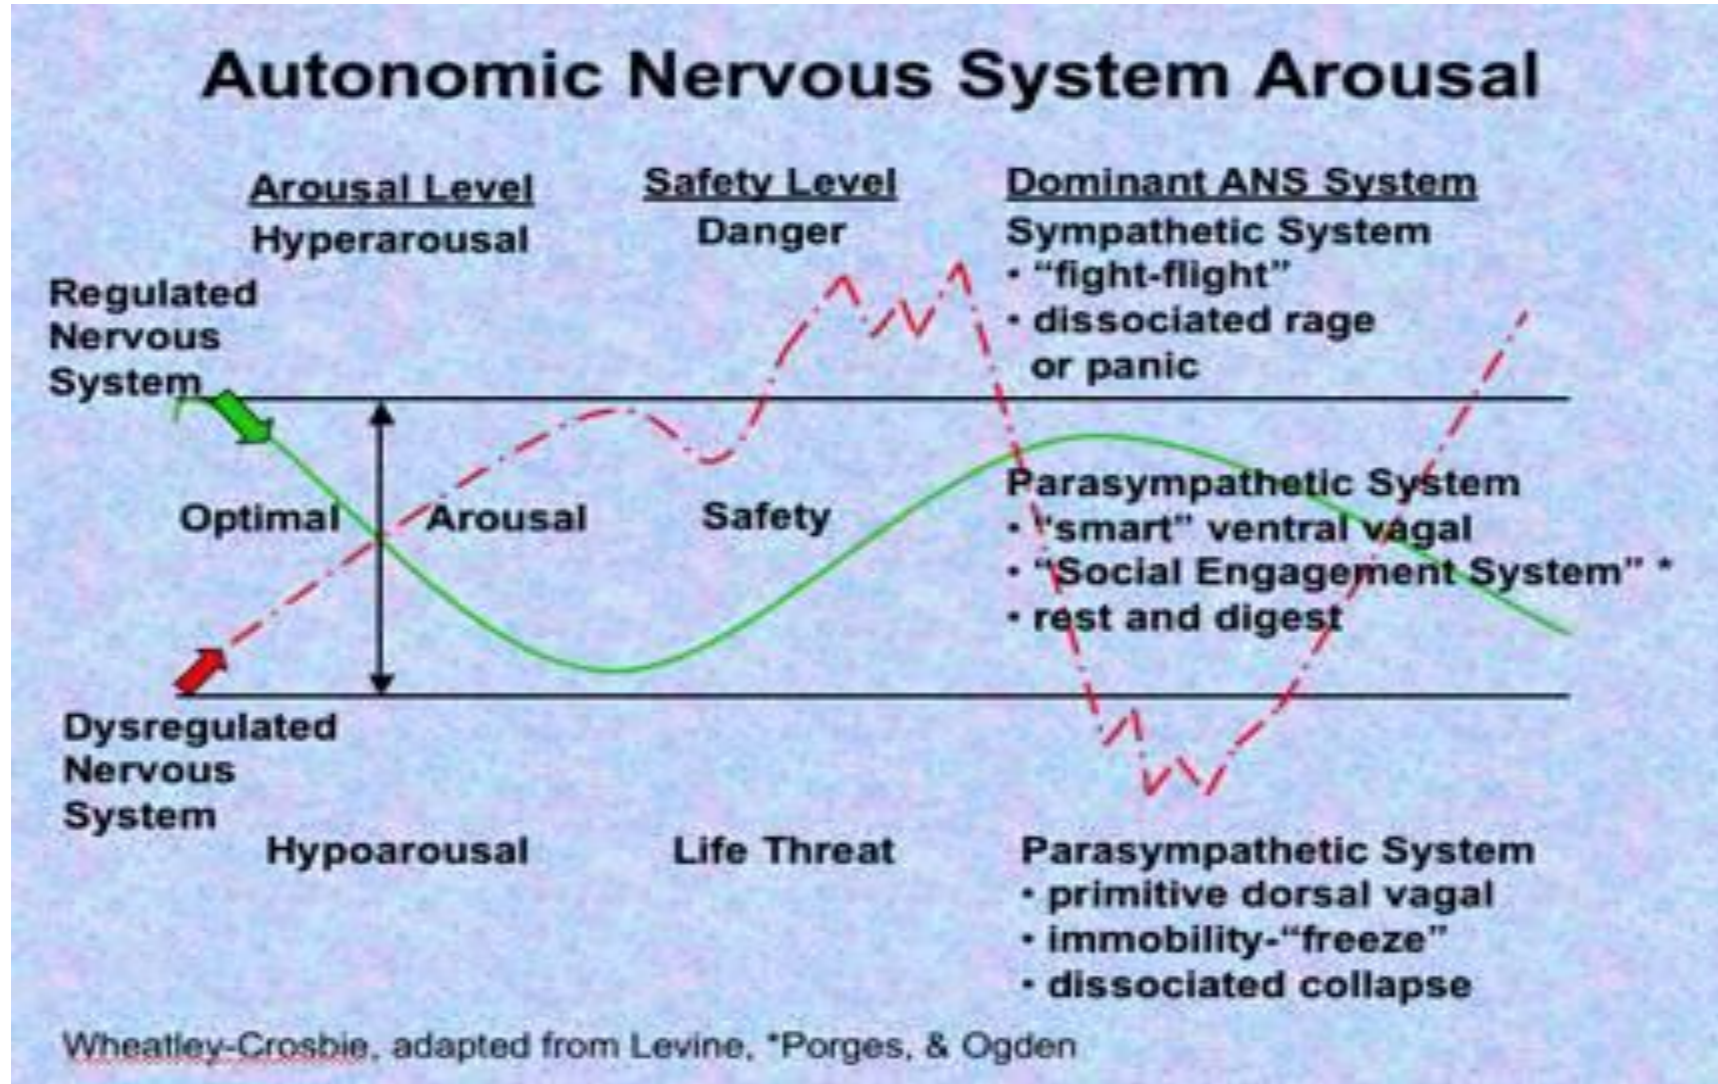 Autonomic Nervous System Arousal
Arousal Level
Hyperarousal
Safety Level
Danger
Dominant ANS System
Sympathetic System
• “fight-flight”
• dissociated rage
or panic
Regulated
Nervous
System
Optimal Arousal
Safety
Parasympathetic System
• “smart” ventral vagal
• “Social Engagement System” *
• rest and digest
Dysregulated
Nervous
System
Hypoarousal
Life Threat
Parasympathetic System
• primitive dorsal vagal
• immobility-“freeze”
• dissociated collapse
Wheatley-Crosbie, adapted from Levine, *Porges, & Ogden